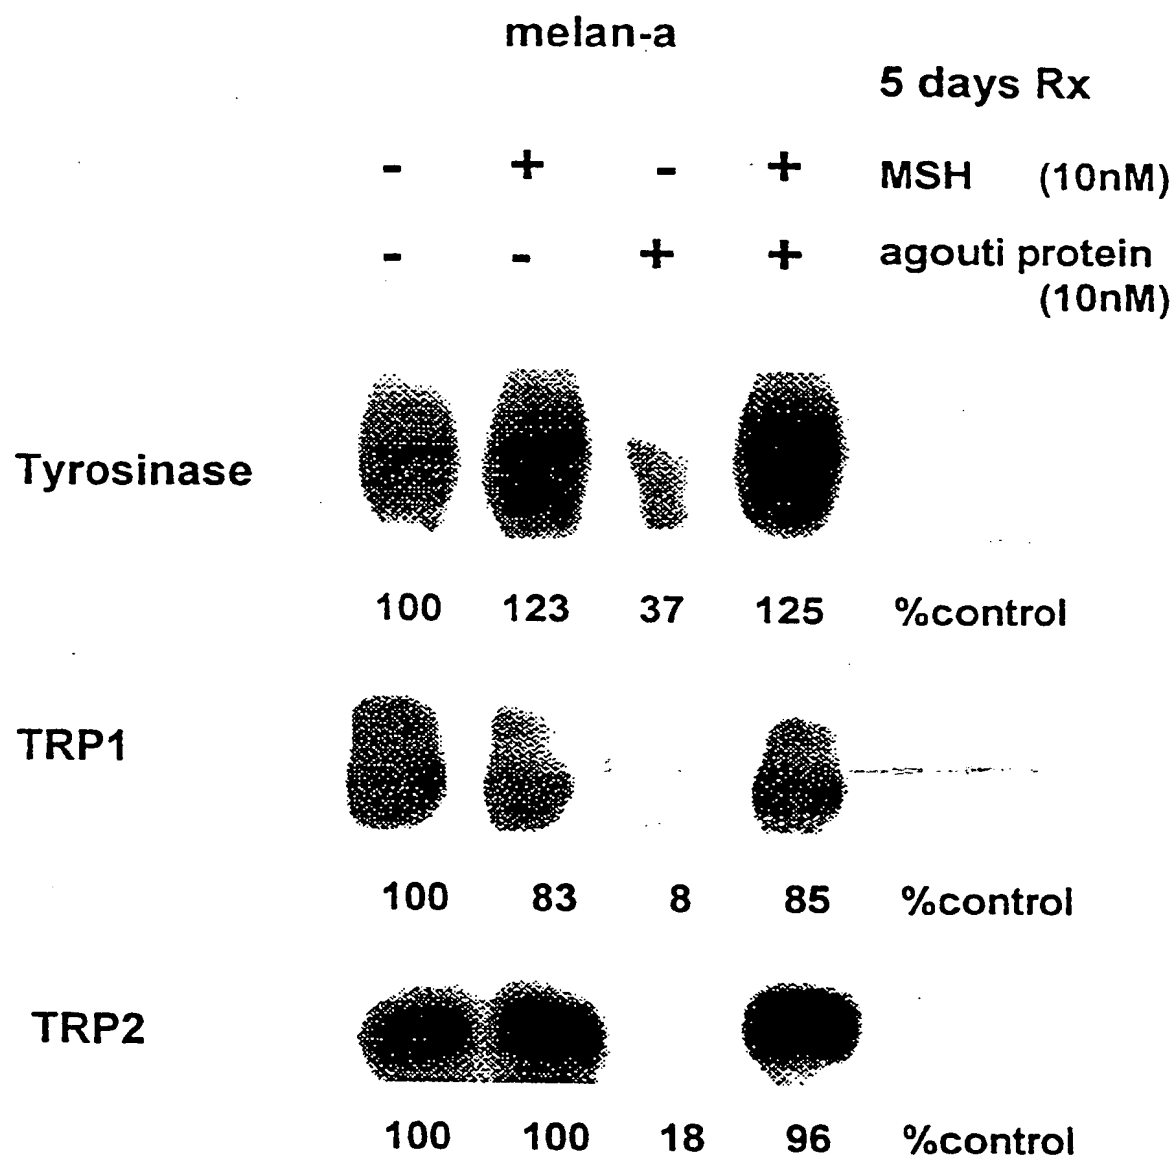 melan-a
5 days Rx
- + - + MSH (10nM)
- - + + agouti protein
(10nM)
Tyrosinase
100 123 37 125 %control
TRP1
100 83 8 85 %control
TRP2
100 100 18 96 %control